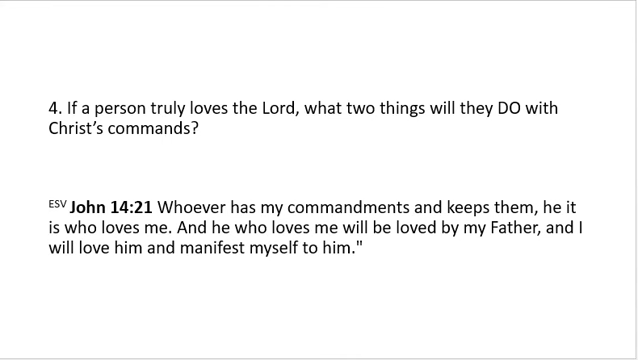 4. If a person truly loves the Lord, what two things will they DO with
Christ’s commands?
ESV John 14:21 Whoever has my commandments and keeps them, he it
is who loves me. And he who loves me will be loved by my Father, and I
will love him and manifest myself to him."